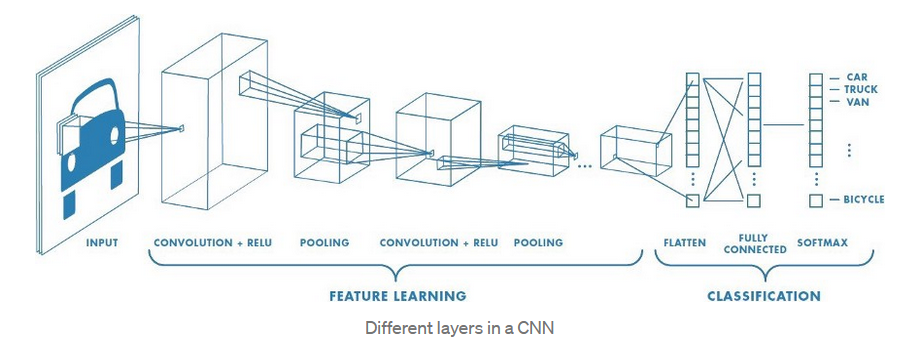 CAR
TRUCK
VAN
BICYCLE
INPUT
CONVOLUTION + RELU
POOLING
CONVOLUTION + RELU
POOLING
FLATTEN
FULLY
CONNECTED
SOFTMAX
FEATURE LEARNING
CLASSIFICATION
Different layers in a CNN